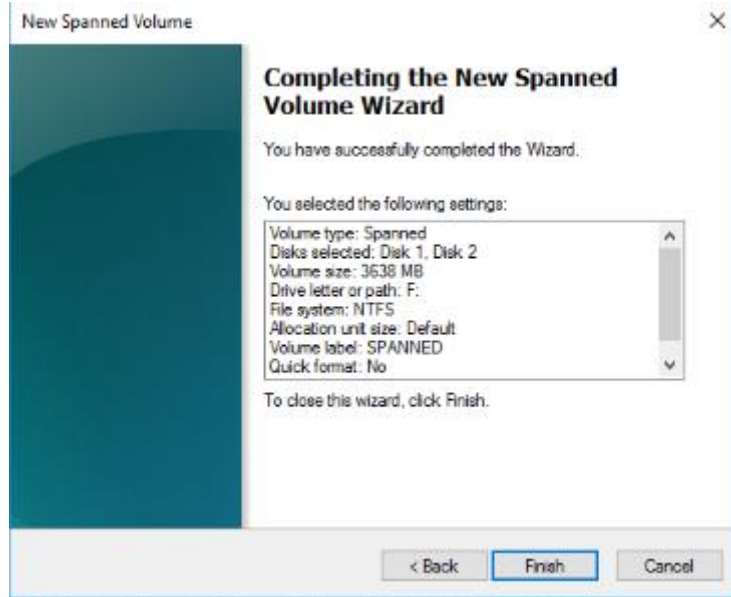 New Spanned Volume
Completing the New Spanned
Volume Wizard
You have successfully completed the Wizard.
You selected the following settings:
Volume type: Spanned
Disks selected: Disk 1, Disk 2
Volume size: 3638 MB
Drive letter or path: F:
File system: NTFS
Allocation unit size: Default
Volume label: SPANNED
Quick format: No
To close this wizard, click Finish.
< Back
Finish
Cancel